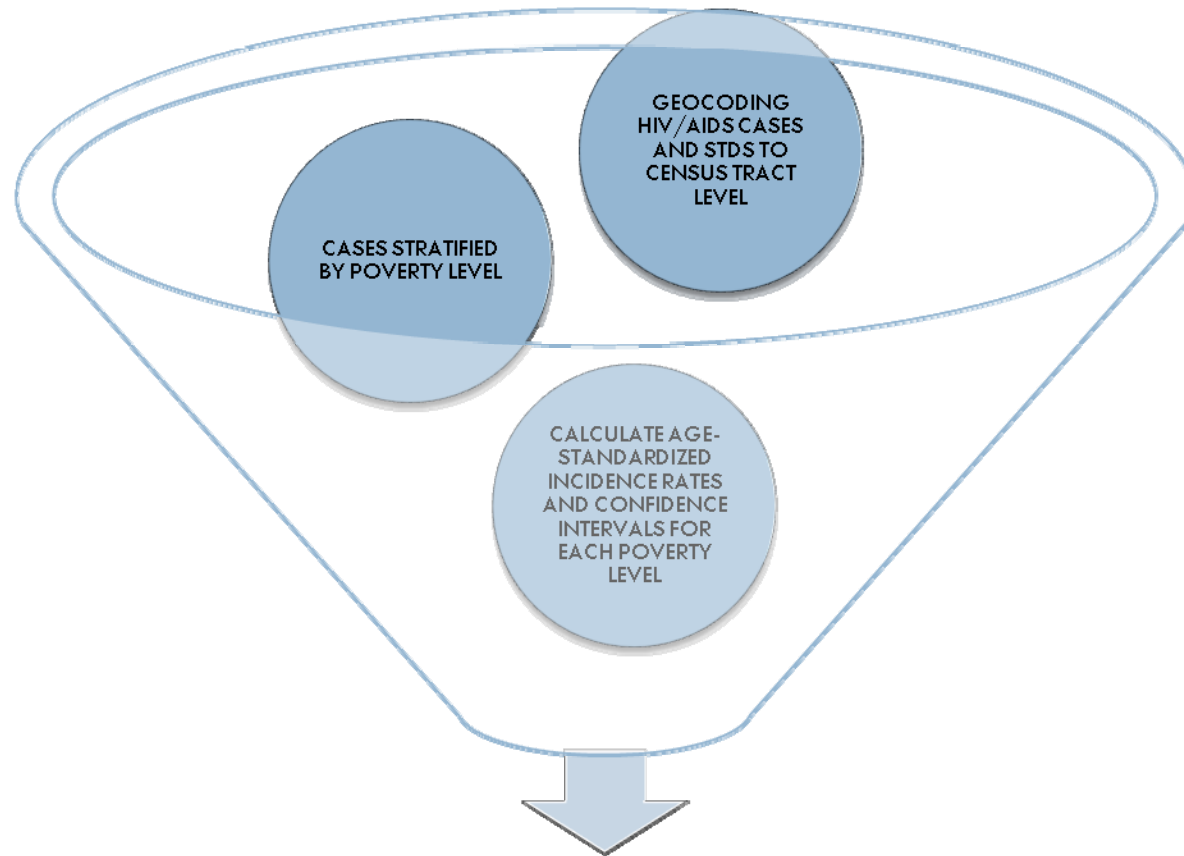 GEOCODING
HIV/AIDS CASES
AND STDS TO
CENSUS TRACT
LEVEL
CASES STRATIFIED
BY POVERTY LEVEL
CALCULATE AGE-
STANDARDIZED
INCIDENCE RATES
AND CONFIDENCE
INTERVALS FOR
EACH POVERTY
LEVEL